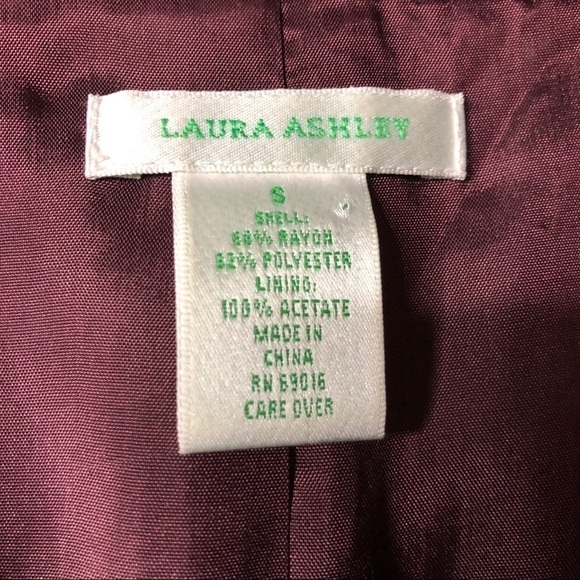 LAURA ASHLEY
S
SHELL:
68% RAYON
32% POLYESTER
LINING:
100% ACETATE
MADE IN
CHINA
RN 69016
CARE OVER